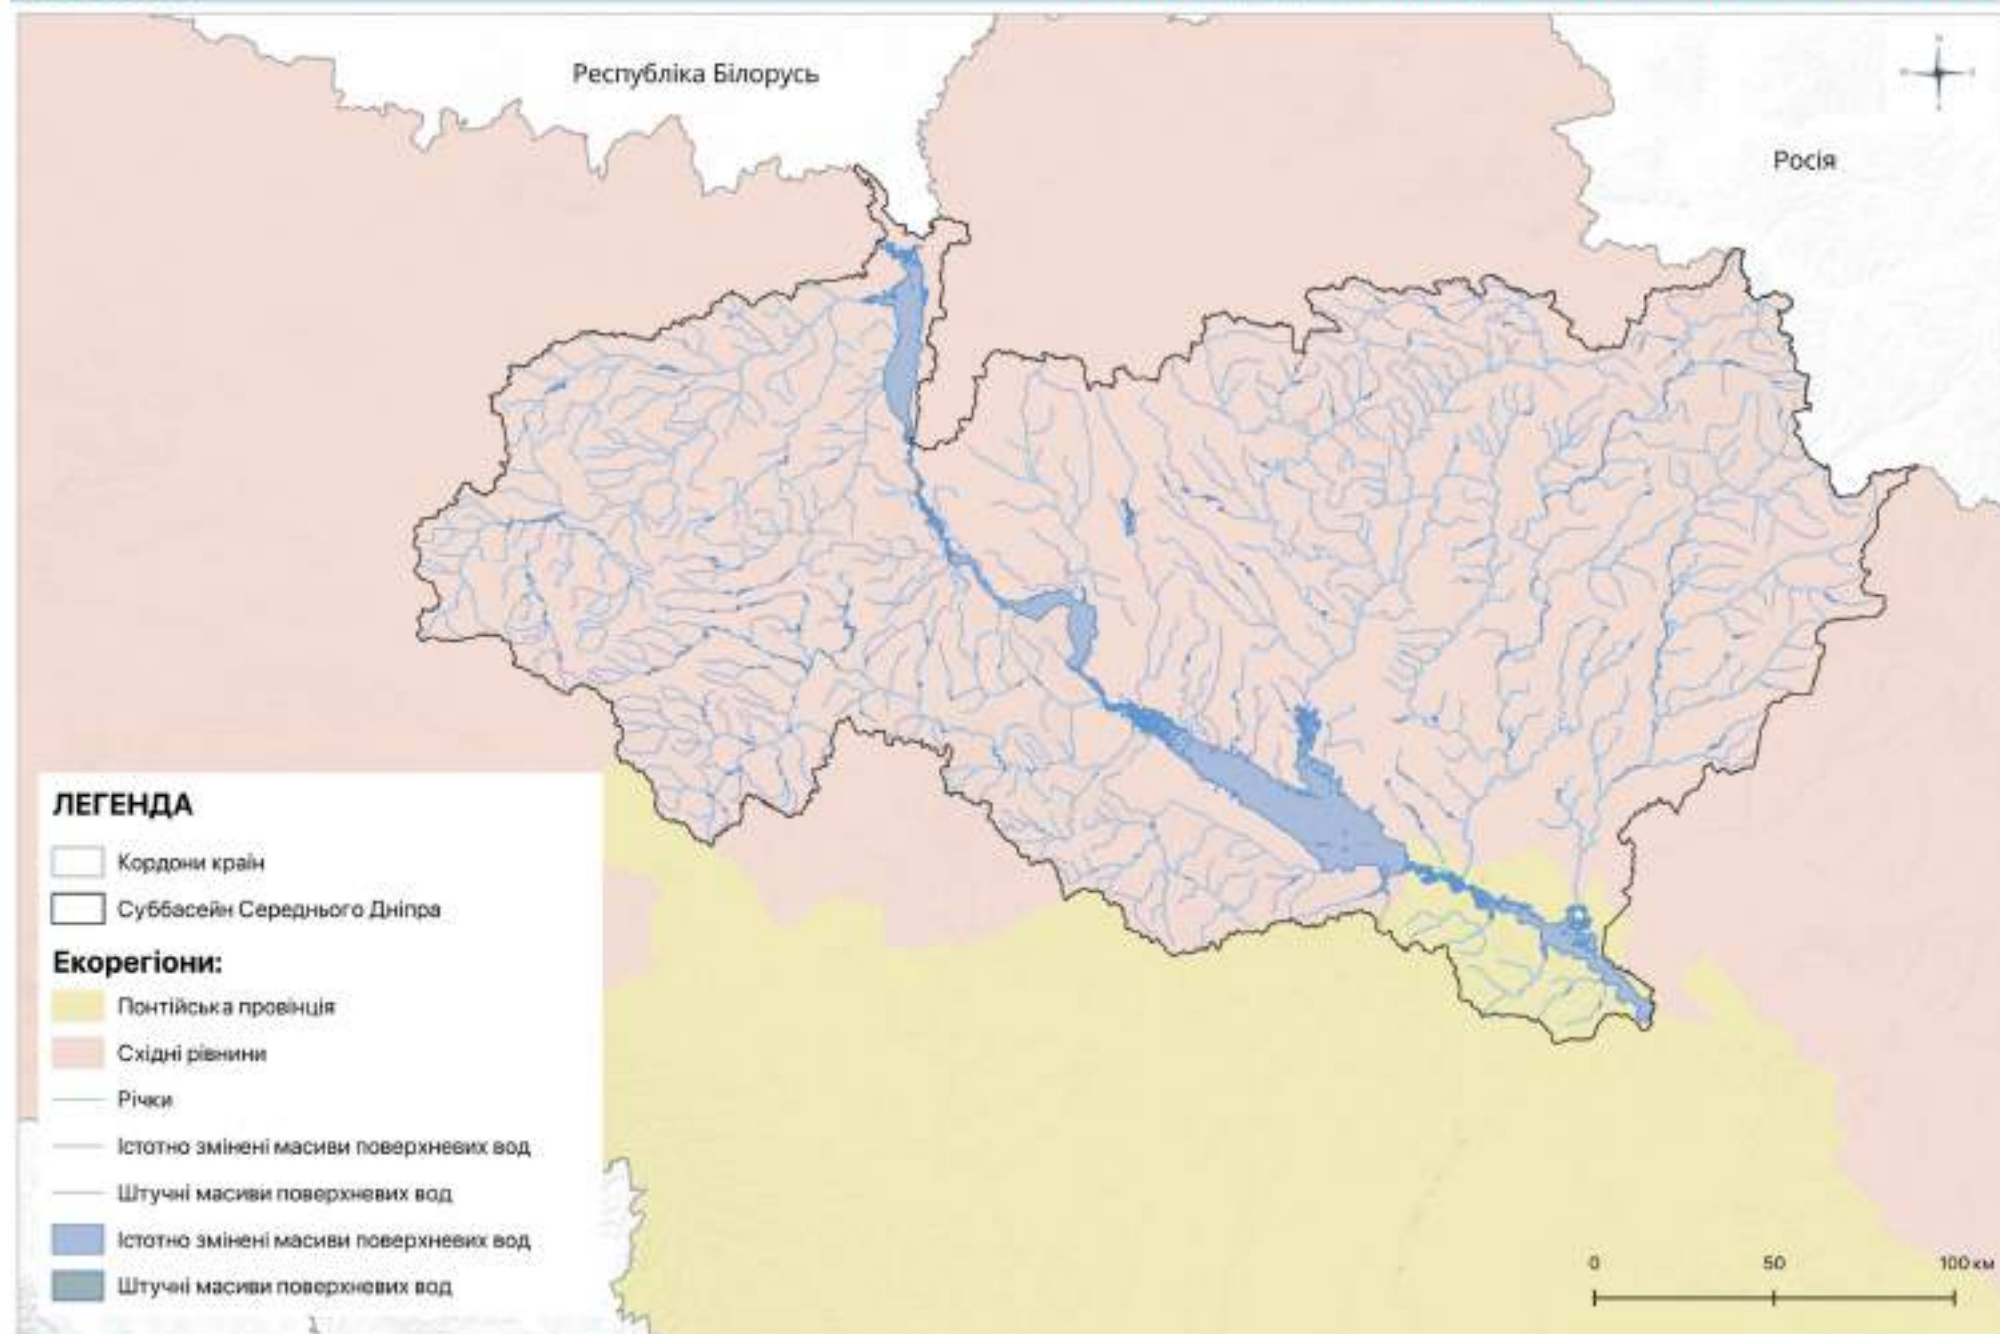 Республіка Білорусь
Росія
ЛЕГЕНДА
Кордони країн
Суббасейн Середнього Дніпра
Екорегіони:
Понтійська провінція
Східні рівнини
Річки
Істотно змінені масиви поверхневих вод
Штучні масиви поверхневих вод
Істотно змінені масиви поверхневих вод
Штучні масиви поверхневих вод
0 50 100 км